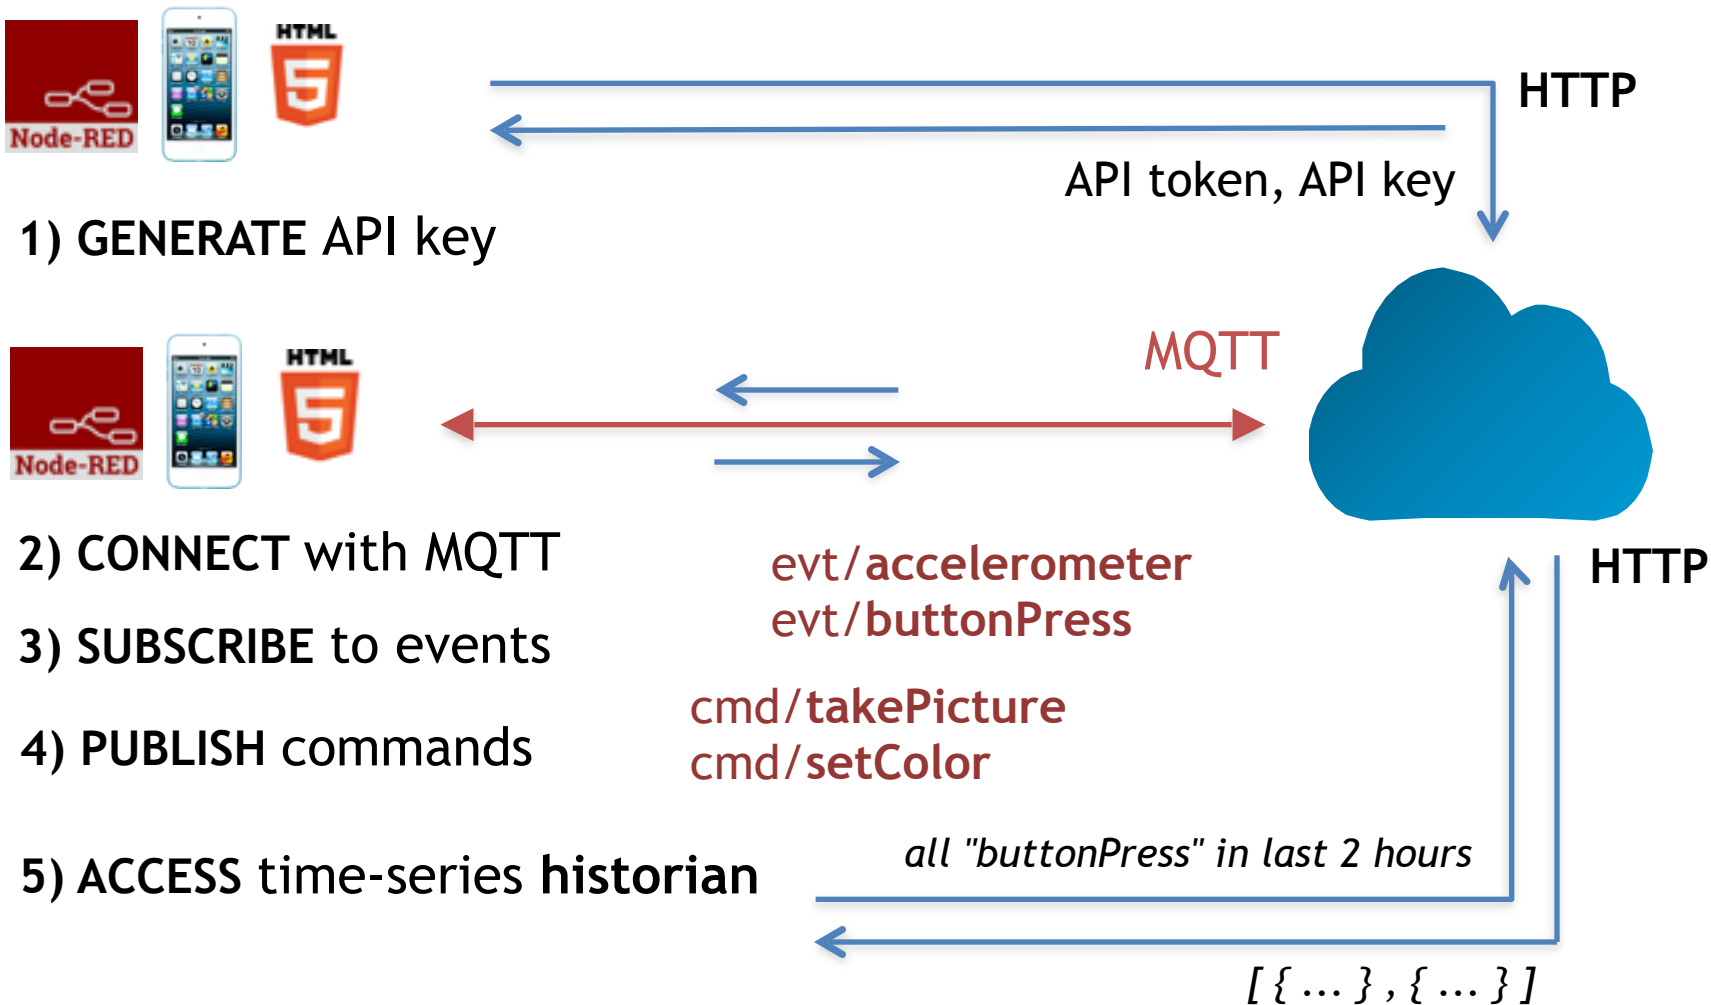 HTML
5
Node-RED
HTTP
API token, API key
1) GENERATE API key
MQTT
HTML
5
Node-RED
2) CONNECT with MQTT
evt/accelerometer
HTTP
evt/buttonPress
3) SUBSCRIBE to events
cmd/takePicture
4) PUBLISH commands
cmd/setColor
all "buttonPress" in last 2 hours
5) ACCESS time-series historian
[ { ... } , { ... } ]